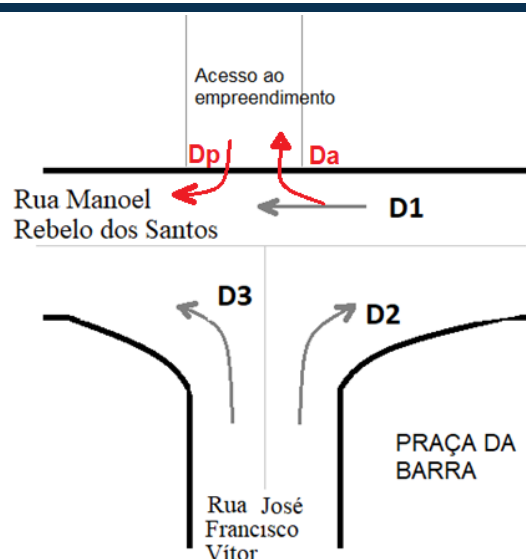 Acesso ao
empreendimento
Dp
Da
Rua Manoel
Rebelo dos Santos
D1
D3
D2
PRAÇA DA
BARRA
Rua José
Francisco
Vítor